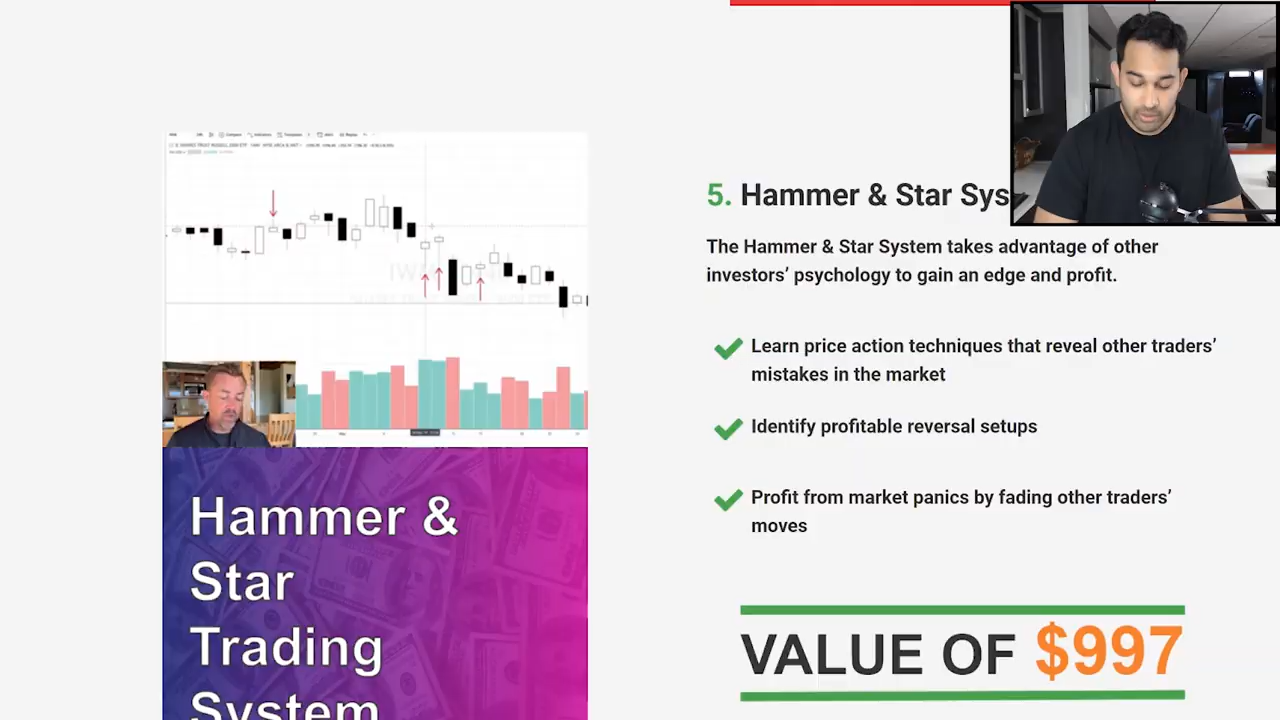 5. Hammer & Star Sys
The Hammer & Star System takes advantage of other
investors’ psychology to gain an edge and profit.
Learn price action techniques that reveal other traders’
mistakes in the market
Identify profitable reversal setups
Profit from market panics by fading other traders’
moves
VALUE OF $997
Hammer &
Star
Trading
System